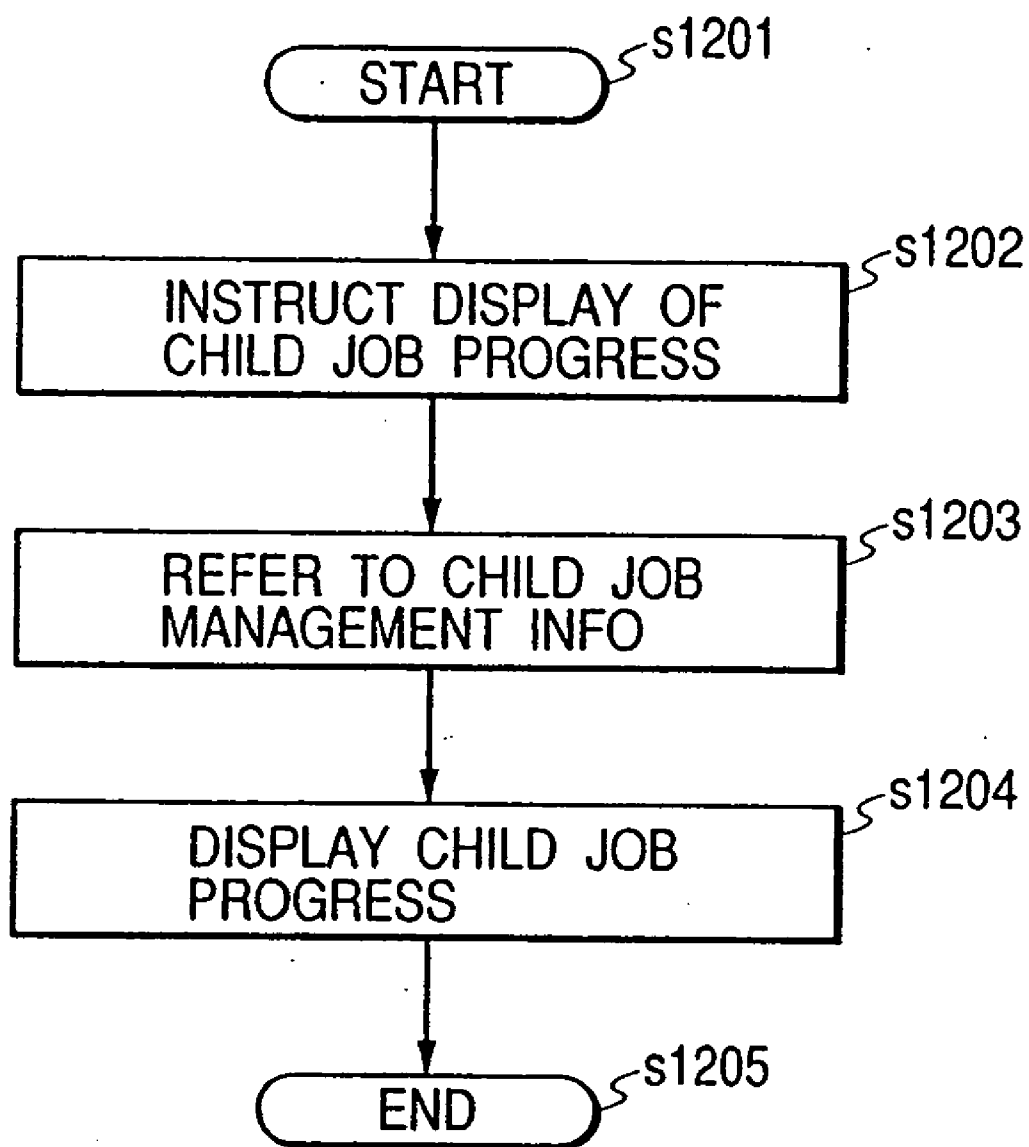 s1201
START
s1202
INSTRUCT DISPLAY OF
CHILD JOB PROGRESS
s1203
REFER TO CHILD JOB
MANAGEMENT INFO
s1204
DISPLAY CHILD JOB
PROGRESS
s1205
END